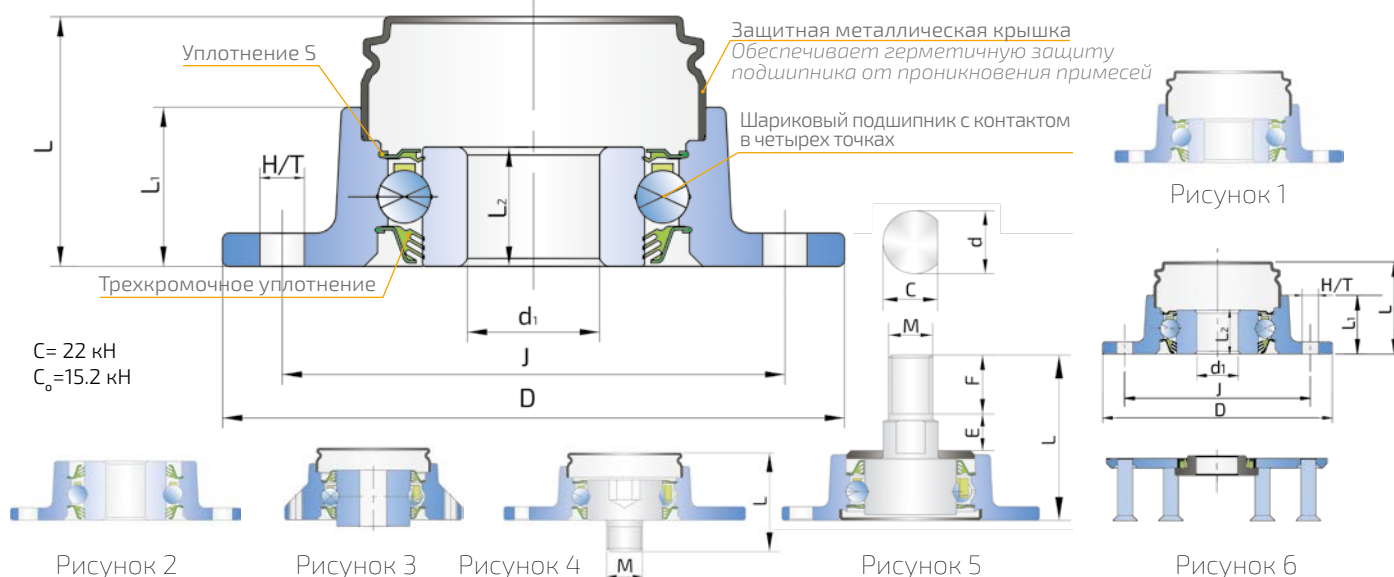 Уплотнение S
Защитная металлическая крышка
Обеспечивает герметичную защиту
подшипника от проникновения примесей
Шариковый подшипник с контактом
в четырех точках
Трехкромочное уплотнение
L
L₁
H/T
L₂
d₁
J
D
C= 22 кН
C₀=15.2 кН
Рисунок 1
d
C
M
F
E
L
H/T
L₁
L
L₂
d₁
J
D
L
M
Рисунок 2
Рисунок 3
Рисунок 4
Рисунок 5
Рисунок 6